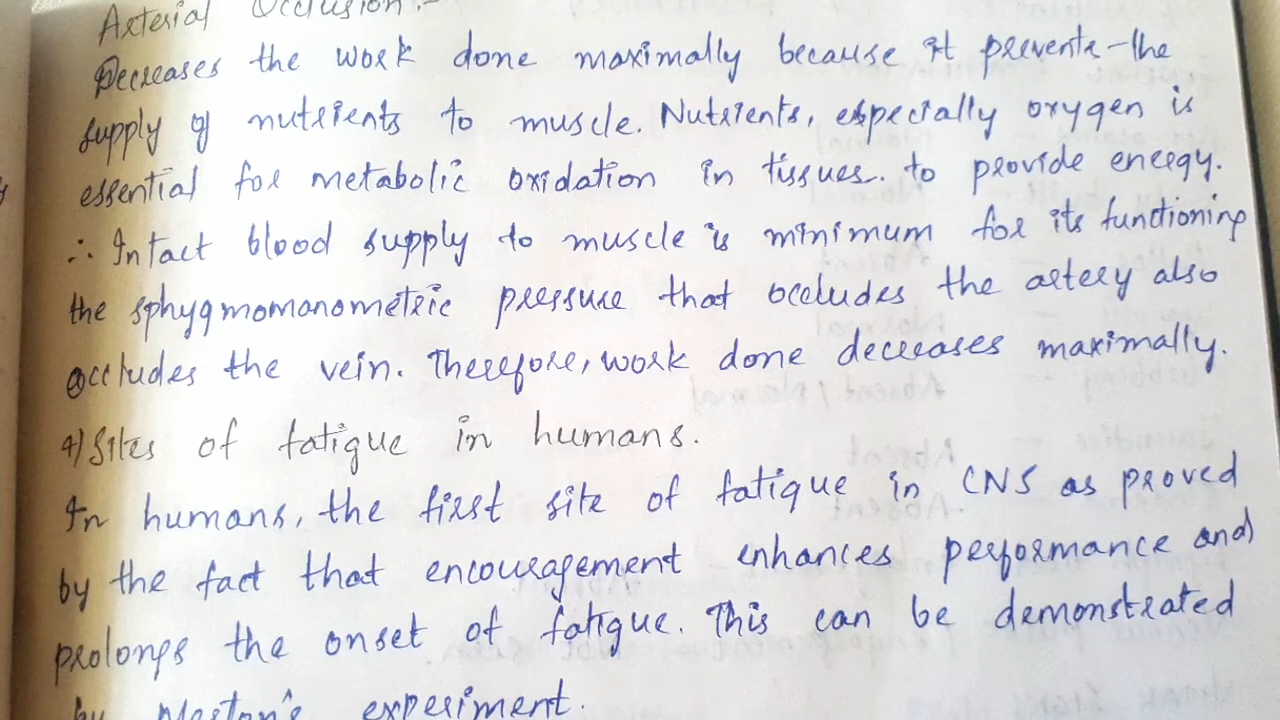 Arterial Occlusion :-
Decreases the work done maximally because it prevents the
supply of nutrients to muscle. Nutrients, especially oxygen is
essential for metabolic oxidation in tissues. to provide energy.
∴ Intact blood supply to muscle is minimum for its functioning
the sphygmomanometric pressure that occludes the artery also
occludes the vein. Therefore, work done decreases maximally.
4) Sites of fatigue in humans.
In humans, the first site of fatigue in CNS as proved
by the fact that encouragement enhances performance and
prolongs the onset of fatigue. This can be demonstrated
by experiment.